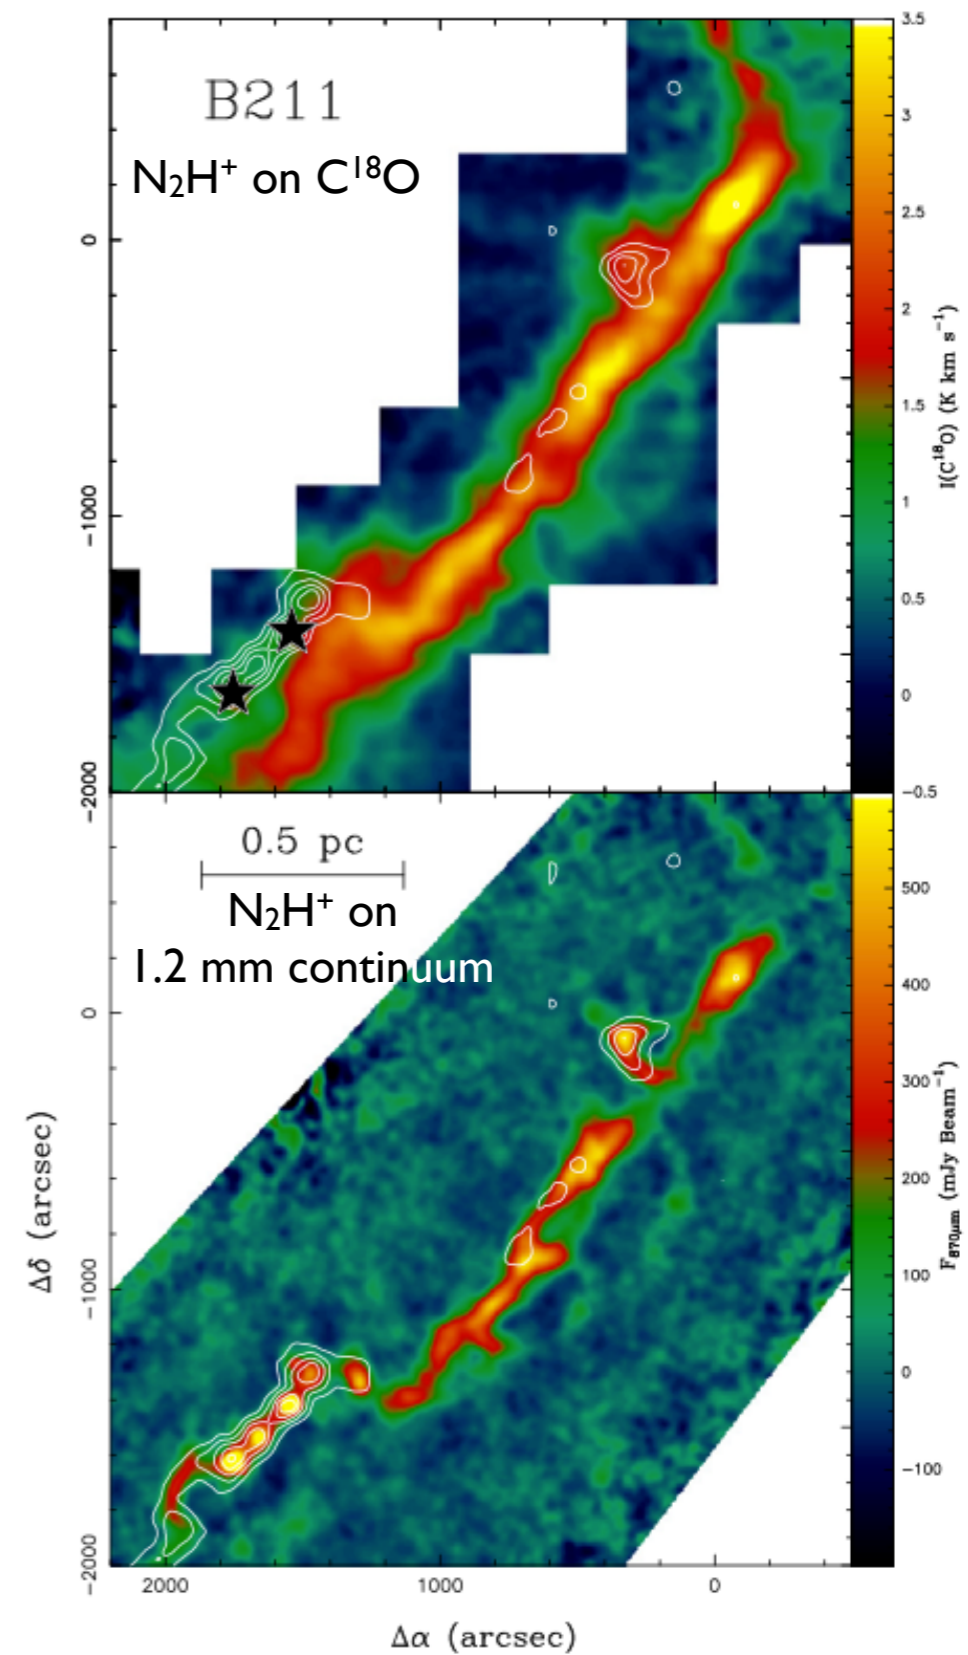 B211
N₂H⁺ on C¹⁸O
0
−1000
−2000
3.5
3
2.5
2
1.5
1
0.5
0
−0.5
I(C¹⁸O) (K km s⁻¹)
0.5 pc
N₂H⁺ on
1.2 mm continuum
0
−1000
−2000
Δδ (arcsec)
500
400
300
200
100
0
−100
F₈₇₀μm (mJy Beam⁻¹)
2000 1000 0
Δα (arcsec)